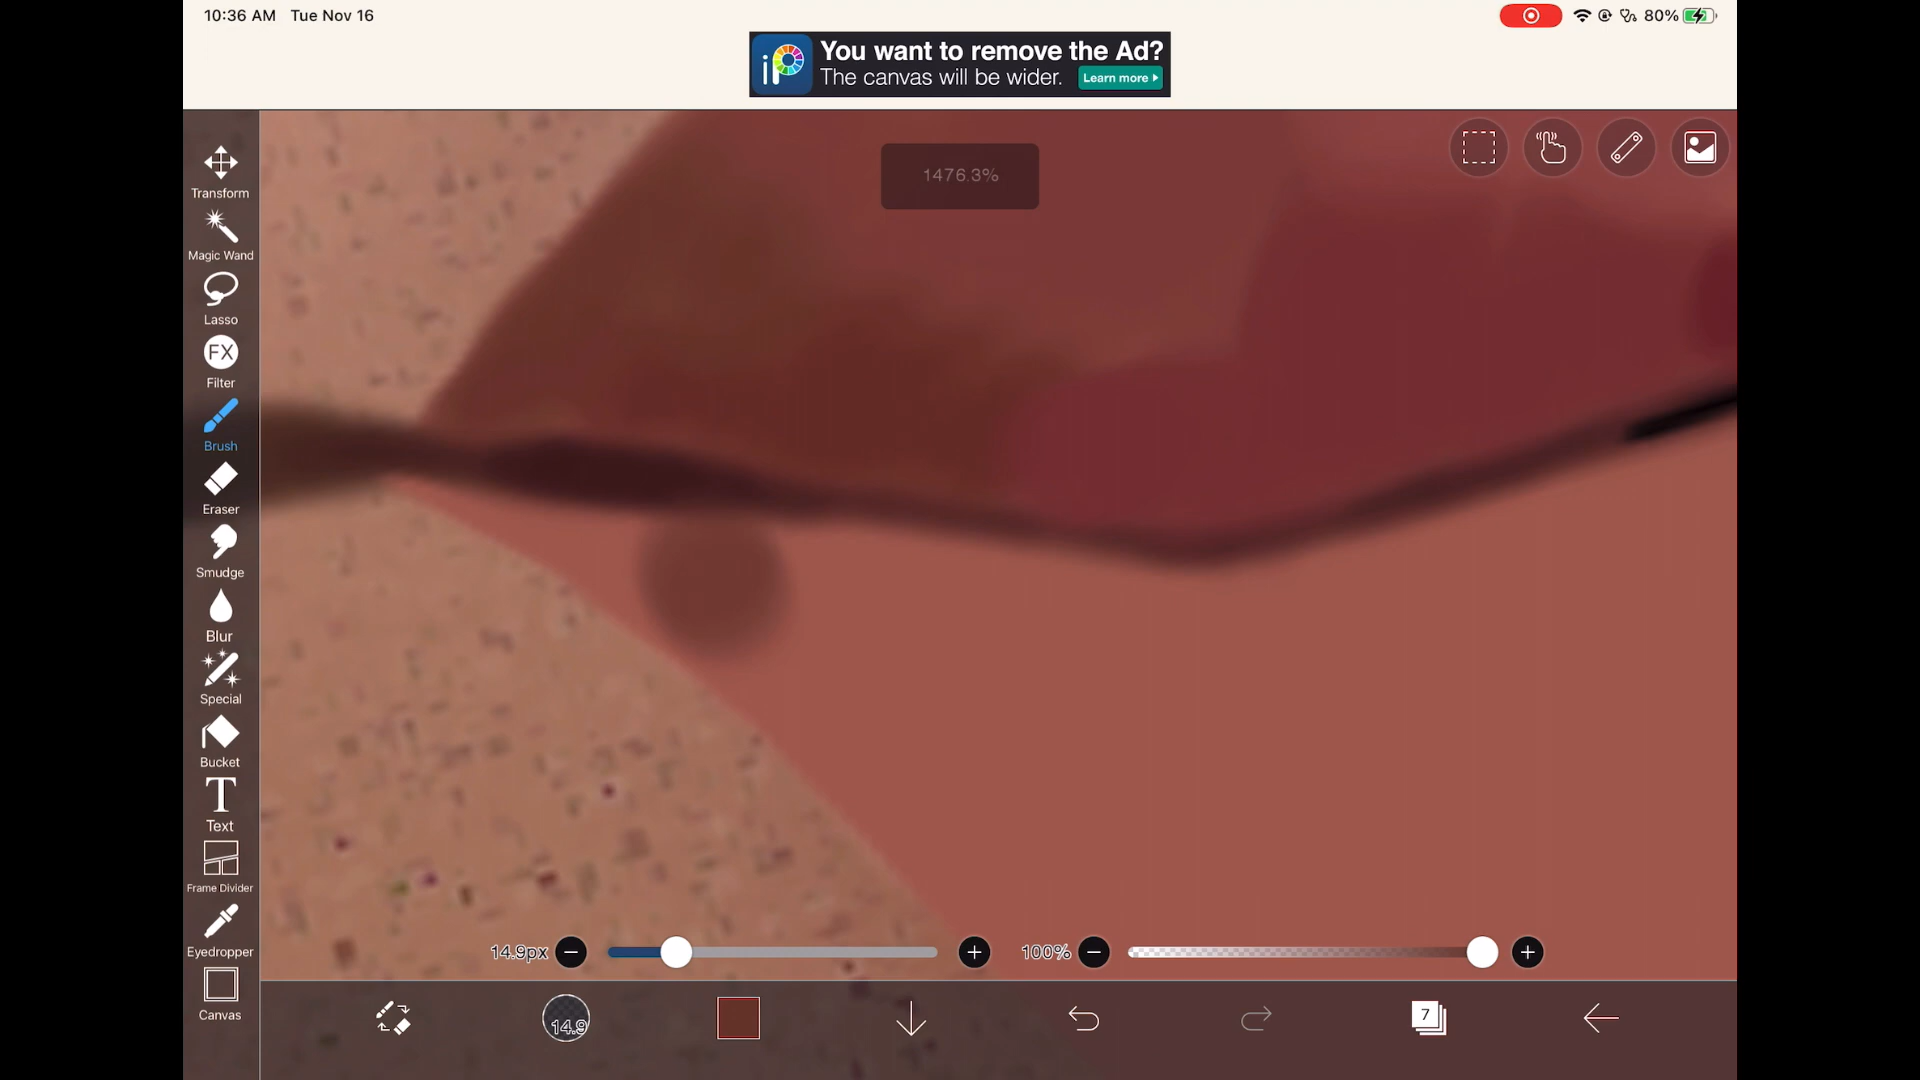 10:36 AM Tue Nov 16
80%
iP
You want to remove the Ad?
The canvas will be wider.
Learn more
1476.3%
Transform
Magic Wand
Lasso
FX
Filter
Brush
Eraser
Smudge
Blur
Special
Bucket
T
Text
Frame Divider
Eyedropper
Canvas
14.9px
100%
14.9
7